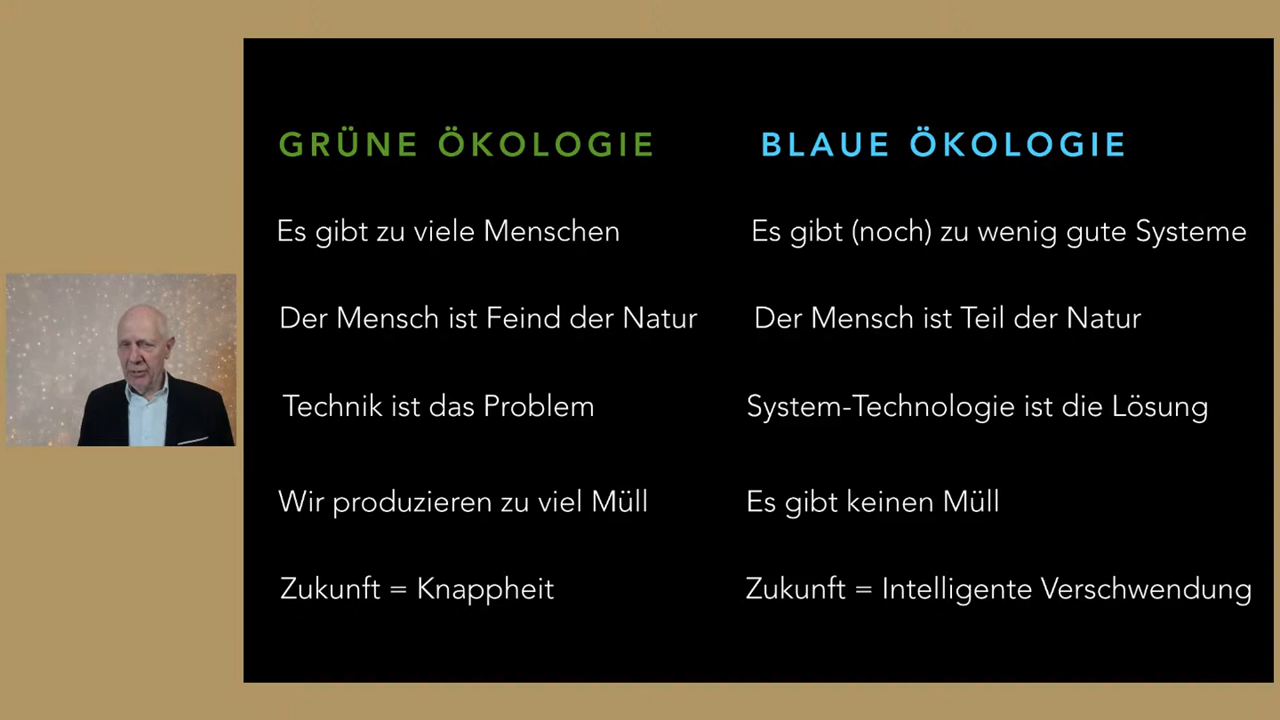 GRÜNE ÖKOLOGIE
Es gibt zu viele Menschen
Der Mensch ist Feind der Natur
Technik ist das Problem
Wir produzieren zu viel Müll
Zukunft = Knappheit
BLAUE ÖKOLOGIE
Es gibt (noch) zu wenig gute Systeme
Der Mensch ist Teil der Natur
System-Technologie ist die Lösung
Es gibt keinen Müll
Zukunft = Intelligente Verschwendung